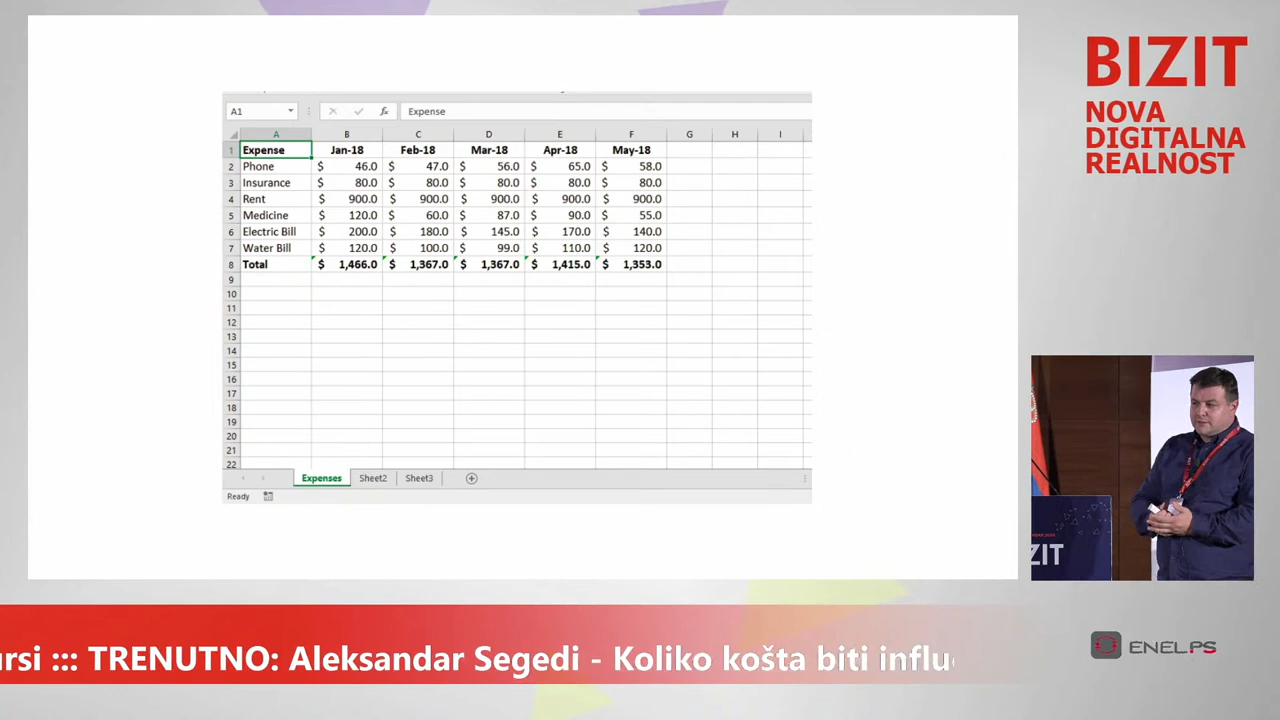 BIZIT
NOVA
DIGITALNA
REALNOST
A1 fx Expense
A B C D E F G H I
1 Expense Jan-18 Feb-18 Mar-18 Apr-18 May-18
2 Phone $ 46.0 $ 47.0 $ 56.0 $ 65.0 $ 58.0
3 Insurance $ 80.0 $ 80.0 $ 80.0 $ 80.0 $ 80.0
4 Rent $ 900.0 $ 900.0 $ 900.0 $ 900.0 $ 900.0
5 Medicine $ 120.0 $ 60.0 $ 87.0 $ 90.0 $ 55.0
6 Electric Bill $ 200.0 $ 180.0 $ 145.0 $ 170.0 $ 140.0
7 Water Bill $ 120.0 $ 100.0 $ 99.0 $ 110.0 $ 120.0
8 Total $ 1,466.0 $ 1,367.0 $ 1,367.0 $ 1,415.0 $ 1,353.0
9
10
11
12
13
14
15
16
17
18
19
20
21
22
Expenses Sheet2 Sheet3
Ready
ZIT
ursi ::: TRENUTNO: Aleksandar Segedi - Koliko košta biti influ
ENEL.PS